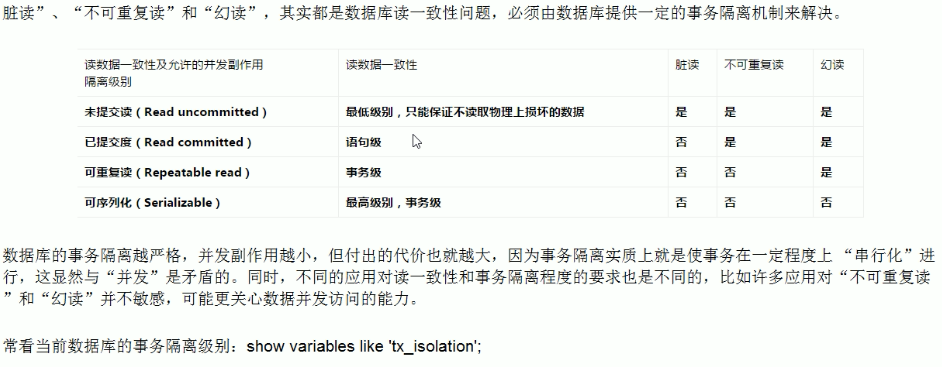 脏读”、“不可重复读”和“幻读”，其实都是数据库读一致性问题，必须由数据库提供一定的事务隔离机制来解决。
读数据一致性及允许的并发副作用 读数据一致性 脏读 不可重复读 幻读
隔离级别
未提交读（Read uncommitted） 最低级别，只能保证不读取物理上损坏的数据 是 是 是
已提交度（Read committed） 语句级 否 是 是
可重复读（Repeatable read） 事务级 否 否 是
可序列化（Serializable） 最高级别，事务级 否 否 否
数据库的事务隔离越严格，并发副作用越小，但付出的代价也就越大，因为事务隔离实质上就是使事务在一定程度上 “串行化”进
行，这显然与“并发”是矛盾的。同时，不同的应用对读一致性和事务隔离程度的要求也是不同的，比如许多应用对“不可重复读
”和“幻读”并不敏感，可能更关心数据并发访问的能力。
常看当前数据库的事务隔离级别：show variables like 'tx_isolation';